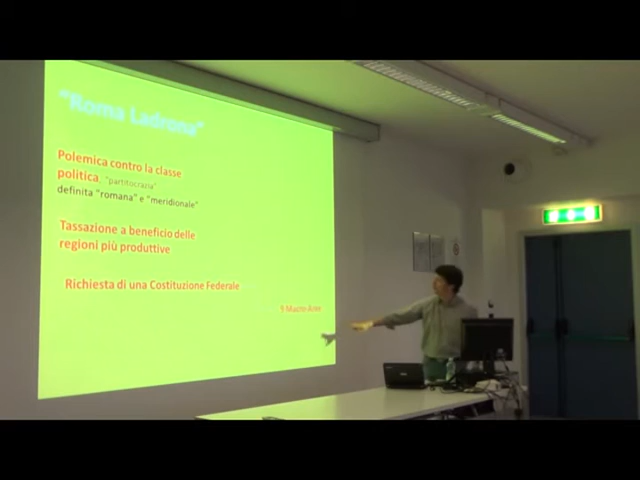 "Roma Ladrona"
Polemica contro la classe
politica, "partitocrazia"
definita "romana" e "meridionale"
Tassazione a beneficio delle
regioni più produttive
Richiesta di una Costituzione Federale
9 Macro-Aree